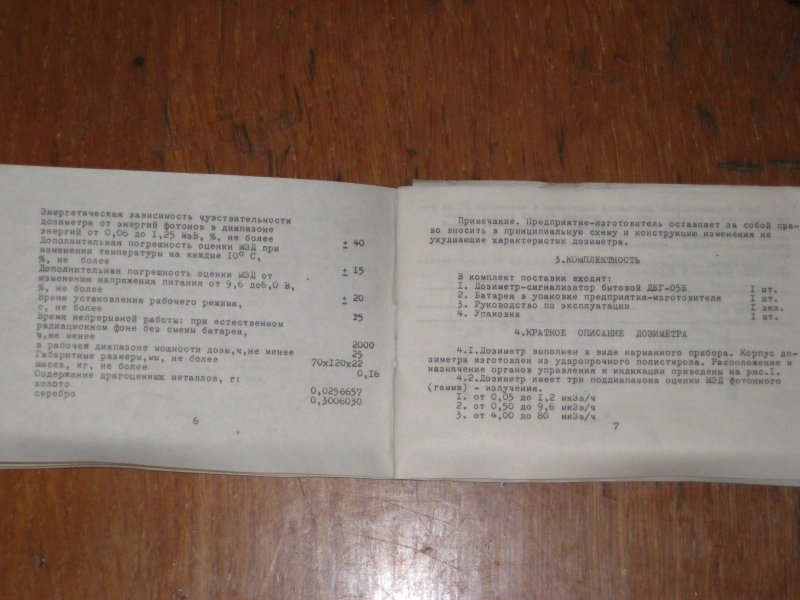 Энергетическая зависимость чувствительности
дозиметра от энергий фотонов в диапазоне
энергий от 0,06 до 1,25 МэВ, %, не более ± 40
Дополнительная погрешность оценки МЭД при
изменении температуры на каждые 10⁰ С,
%, не более ± 15
Дополнительная погрешность оценки МЭД от
изменения напряжения питания от 9,6 до6,0 В,
%, не более ± 20
Время установления рабочего режима,
с, не более 15
Время непрерывной работы: при естественном
радиационном фоне без смены батареи,
ч,не менее 2000
в рабочем диапазоне мощности дозы,ч,не менее 25
Габаритные размеры,мм, не более 70х120х22
масса, кг, не более 0,16
Содержание драгоценных металлов, г:
золото 0,0256657
серебро 0,3006030
6
Примечание. Предприятие-изготовитель оставляет за собой пра-
во вносить в принципиальную схему и конструкцию изменения не
ухудшающие характеристик дозиметра.
3.КОМПЛЕКТНОСТЬ
В комплект поставки входят:
1. Дозиметр-сигнализатор бытовой ДБГ-05Б 1 шт.
2. Батарея в упаковке предприятия-изготовителя 1 шт.
3. Руководство по эксплуатации 1 экз.
4. Упаковка 1 шт.
4.КРАТКОЕ ОПИСАНИЕ ДОЗИМЕТРА
4.1.Дозиметр выполнен в виде карманного прибора. Корпус до-
зиметра изготовлен из ударопрочного полистирола. Расположение и
назначение органов управления и индикации приведены на рис.1.
4.2.Дозиметр имеет три поддиапазона оценки МЭД фотонного
(гамма) - излучения.
1. от 0,05 до 1,2 мкЗв/ч
2. от 0,50 до 9,6 мкЗв/ч
3. от 4,00 до 80 мкЗв/ч
7